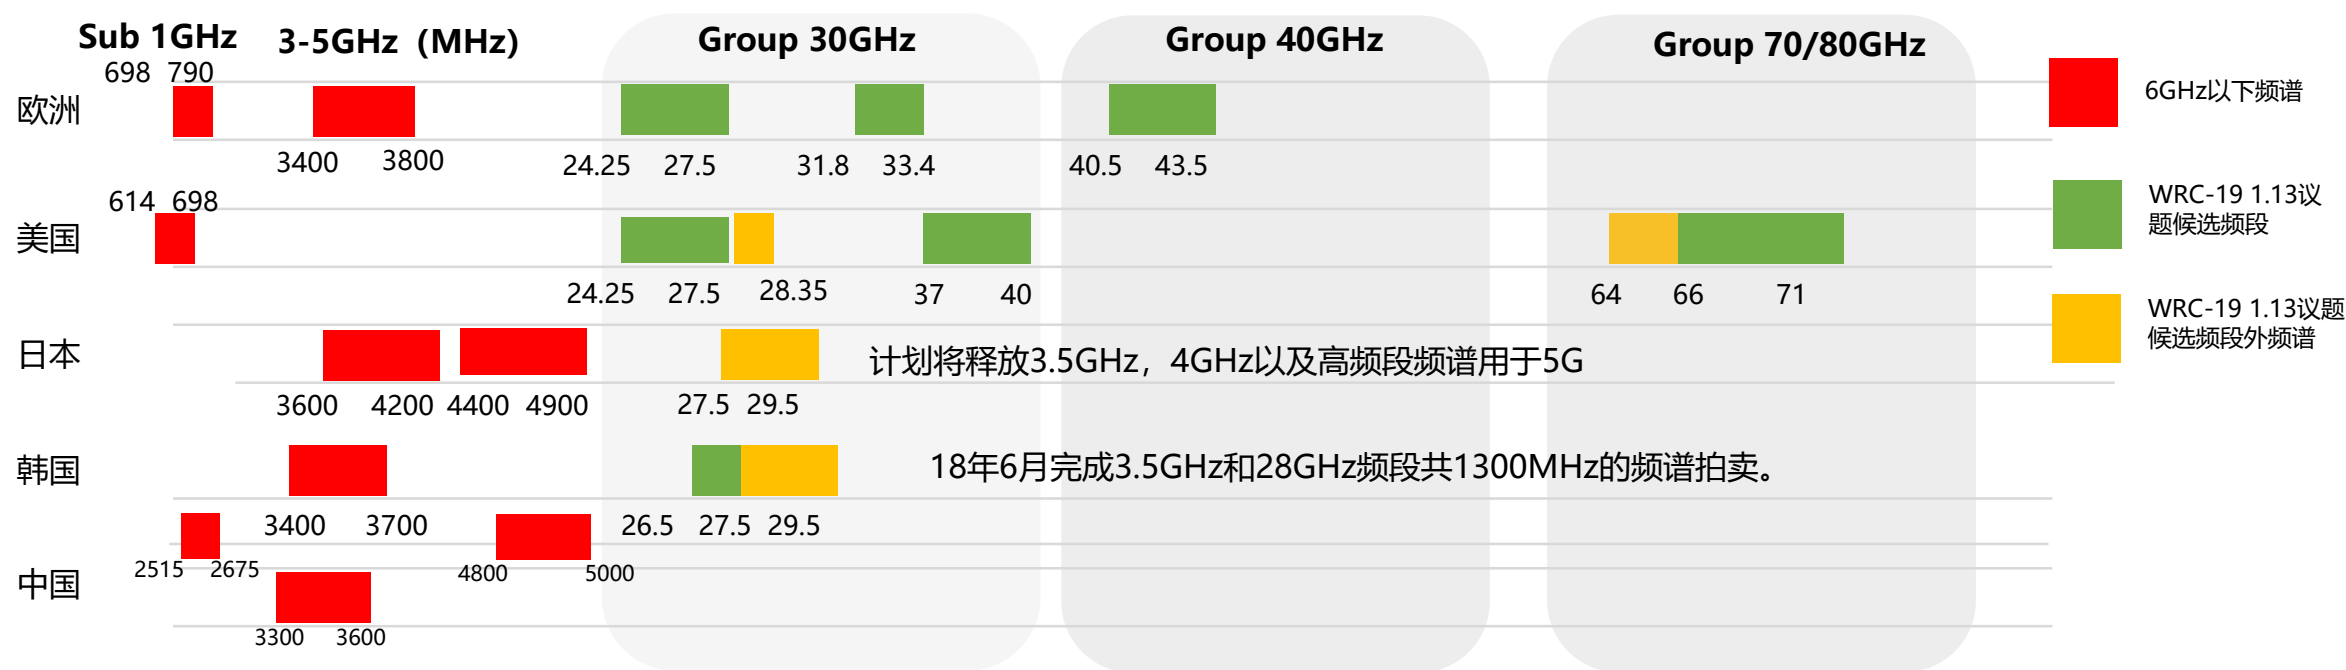 Sub 1GHz 3-5GHz (MHz) Group 30GHz Group 40GHz Group 70/80GHz
698 790
欧洲
3400 3800 24.25 27.5 31.8 33.4 40.5 43.5
614 698
美国
24.25 27.5 28.35 37 40 64 66 71
日本 计划将释放3.5GHz，4GHz以及高频段频谱用于5G
3600 4200 4400 4900 27.5 29.5
韩国 18年6月完成3.5GHz和28GHz频段共1300MHz的频谱拍卖。
3400 3700 26.5 27.5 29.5
2515 2675 4800 5000
中国
3300 3600
6GHz以下频谱
WRC-19 1.13议
题候选频段
WRC-19 1.13议题
候选频段外频谱